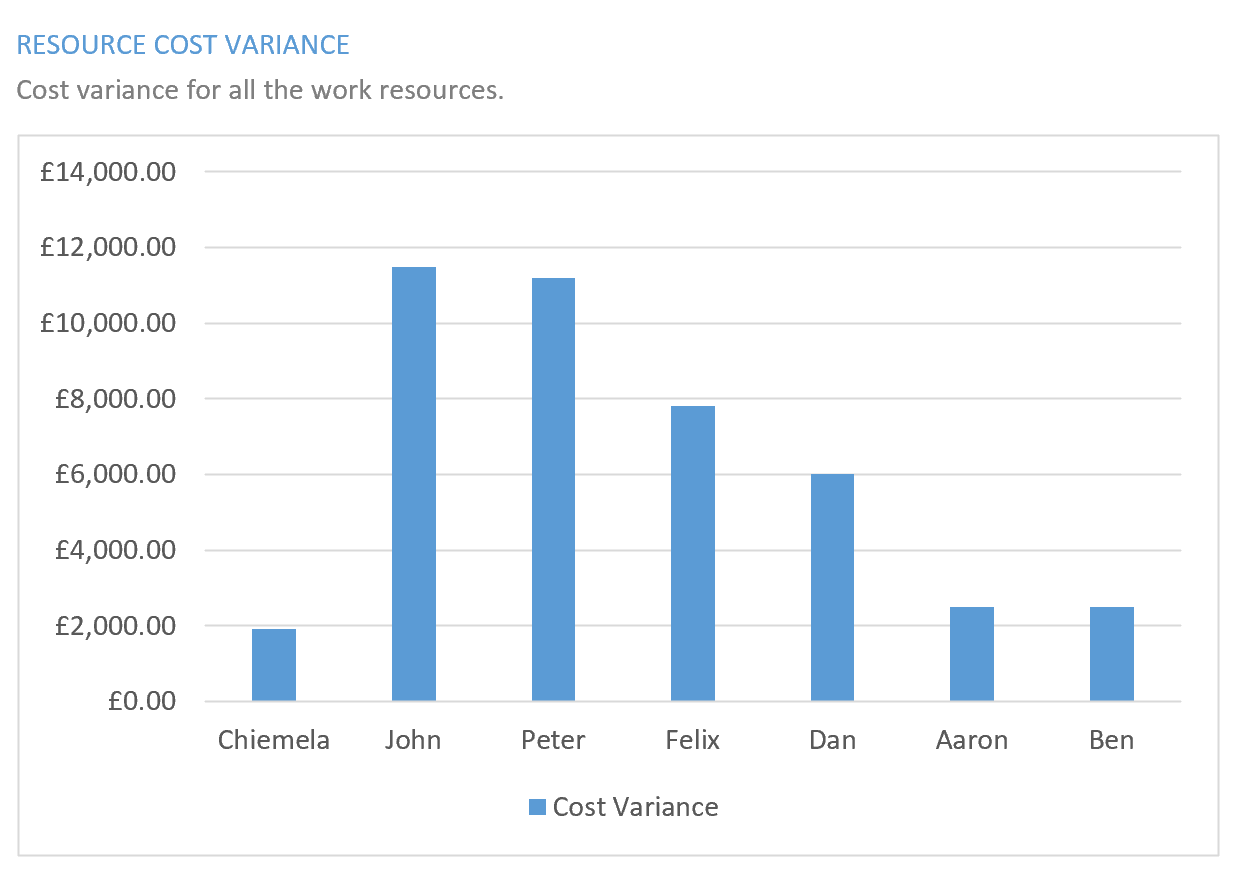 RESOURCE COST VARIANCE
Cost variance for all the work resources.
£14,000.00
£12,000.00
£10,000.00
£8,000.00
£6,000.00
£4,000.00
£2,000.00
£0.00
Chiemela John Peter Felix Dan Aaron Ben
Cost Variance